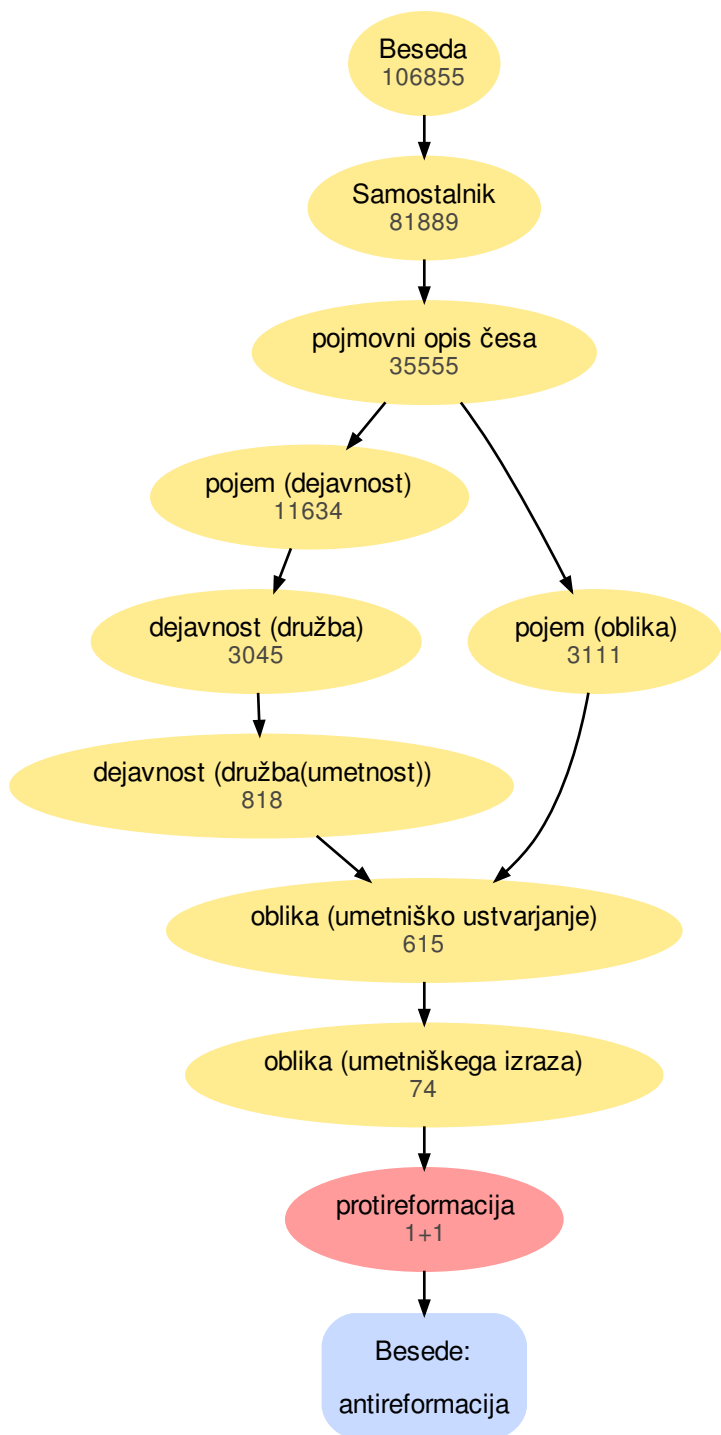 Beseda
106855
Samostalnik
81889
pojmovni opis česa
35555
pojem (dejavnost)
11634
dejavnost (družba)
3045
pojem (oblika)
3111
dejavnost (družba(umetnost))
818
oblika (umetniško ustvarjanje)
615
oblika (umetniškega izraza)
74
protireformacija
1+1
Besede:
antireformacija